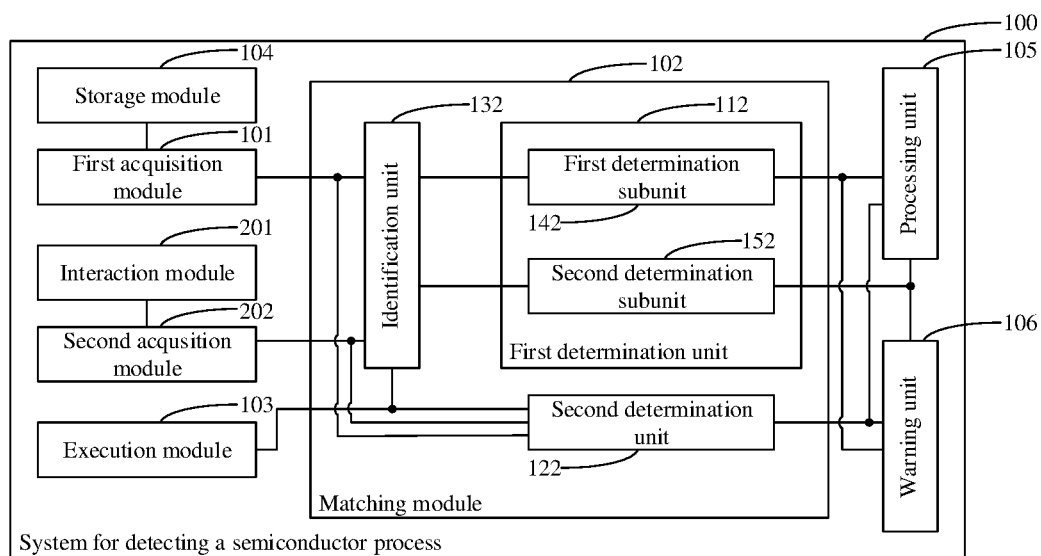 100
104
105
Storage module
102
132
112
101
First acquisition
module
First determination
subunit
142
Processing unit
201
Interaction module
Identification unit
152
202
Second determination
subunit
106
Second acqusition
module
First determination unit
103
Execution module
Second determination
unit
122
Warning unit
Matching module
System for detecting a semiconductor process